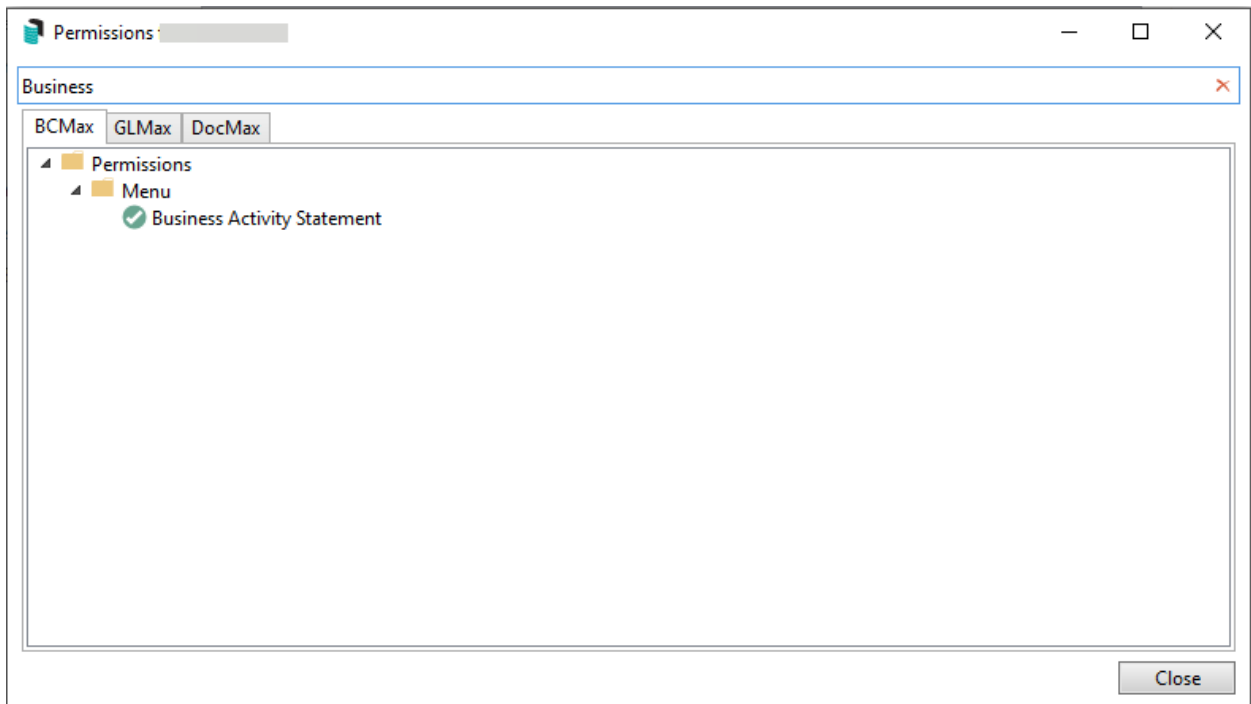 Permissions
Business
BCMax GLMax DocMax
Permissions
Menu
Business Activity Statement
Close